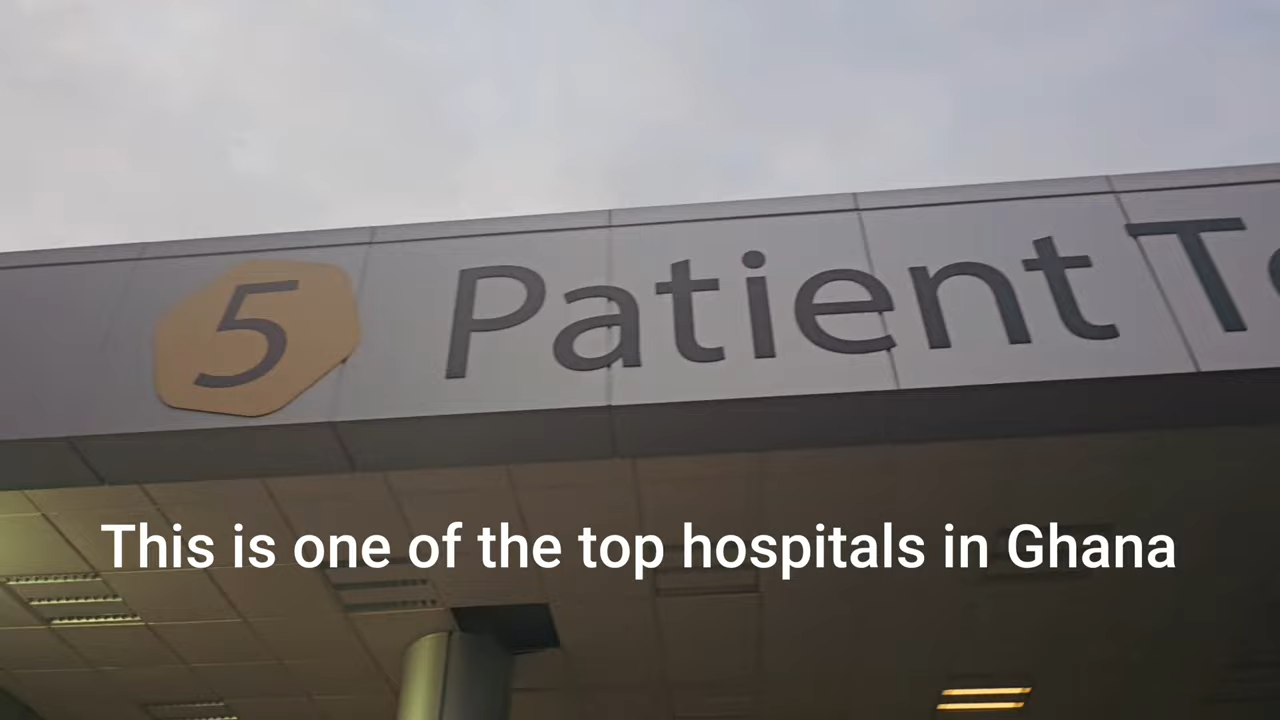 5 Patient T
This is one of the top hospitals in Ghana